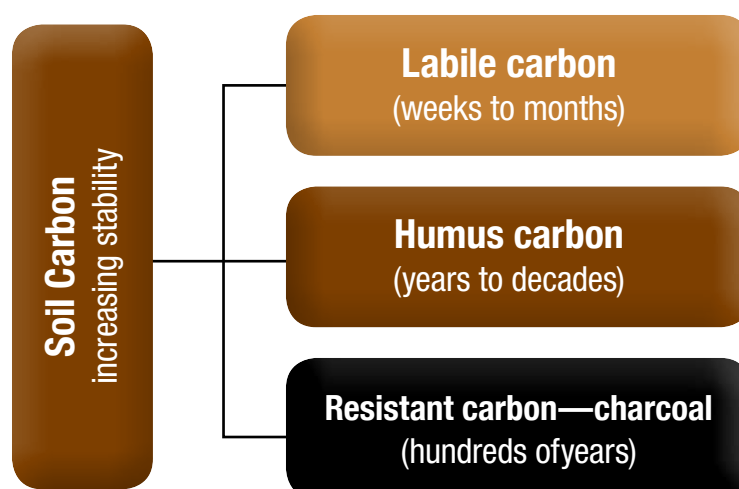 Soil Carbon
increasing stability
Labile carbon
(weeks to months)
Humus carbon
(years to decades)
Resistant carbon—charcoal
(hundreds ofyears)